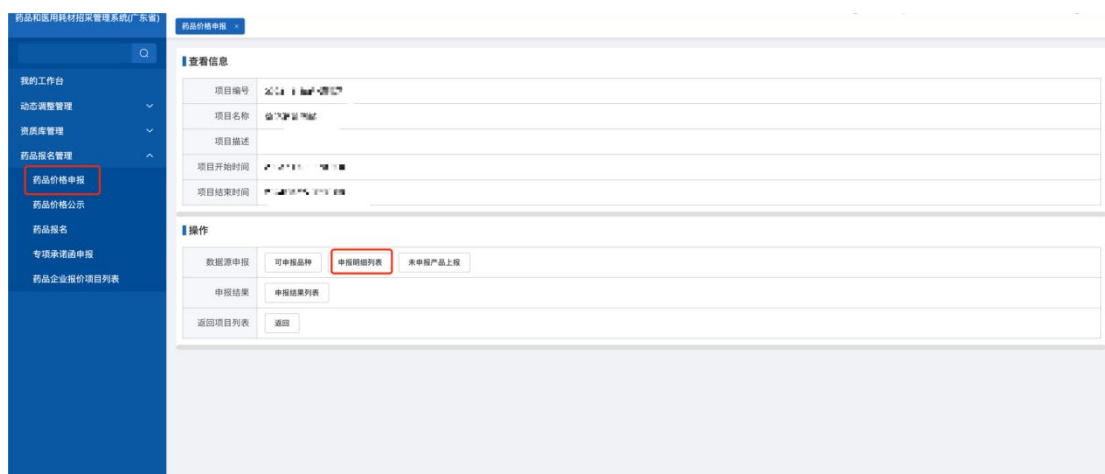 药品和医用耗材招采管理系统(广东省)
药品价格申报 ×
查看信息
我的工作台
项目编号
动态调整管理
项目名称
资质库管理
项目描述
药品报名管理
项目开始时间
药品价格申报
项目结束时间
药品价格公示
药品报名
操作
专项承诺函申报
数据源申报 可申报品种 申报明细列表 未申报产品上报
药品企业报价项目列表
申报结果 申报结果列表
返回项目列表 返回